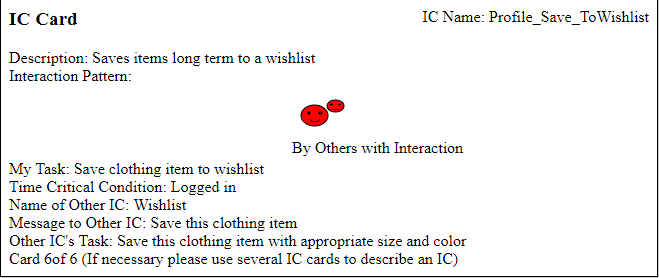 IC Card
IC Name: Profile_Save_ToWishlist
Description: Saves items long term to a wishlist
Interaction Pattern:
By Others with Interaction
My Task: Save clothing item to wishlist
Time Critical Condition: Logged in
Name of Other IC: Wishlist
Message to Other IC: Save this clothing item
Other IC's Task: Save this clothing item with appropriate size and color
Card 6of 6 (If necessary please use several IC cards to describe an IC)